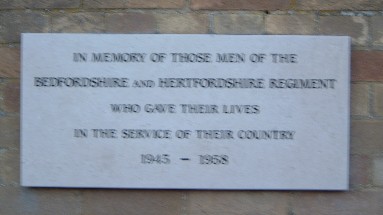 IN MEMORY OF THOSE MEN OF THE
BEDFORDSHIRE AND HERTFORDSHIRE REGIMENT
WHO GAVE THEIR LIVES
IN THE SERVICE OF THEIR COUNTRY
1945 – 1958